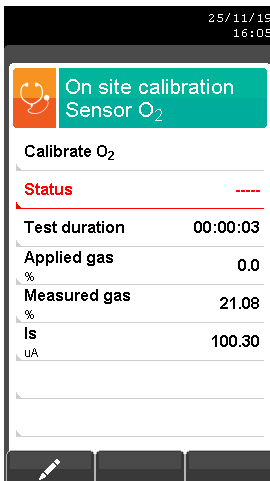 25/11/19
16:05
On site calibration
Sensor O₂
Calibrate O₂
Status -----
Test duration 00:00:03
Applied gas 0.0
%
Measured gas 21.08
%
Is 100.30
uA